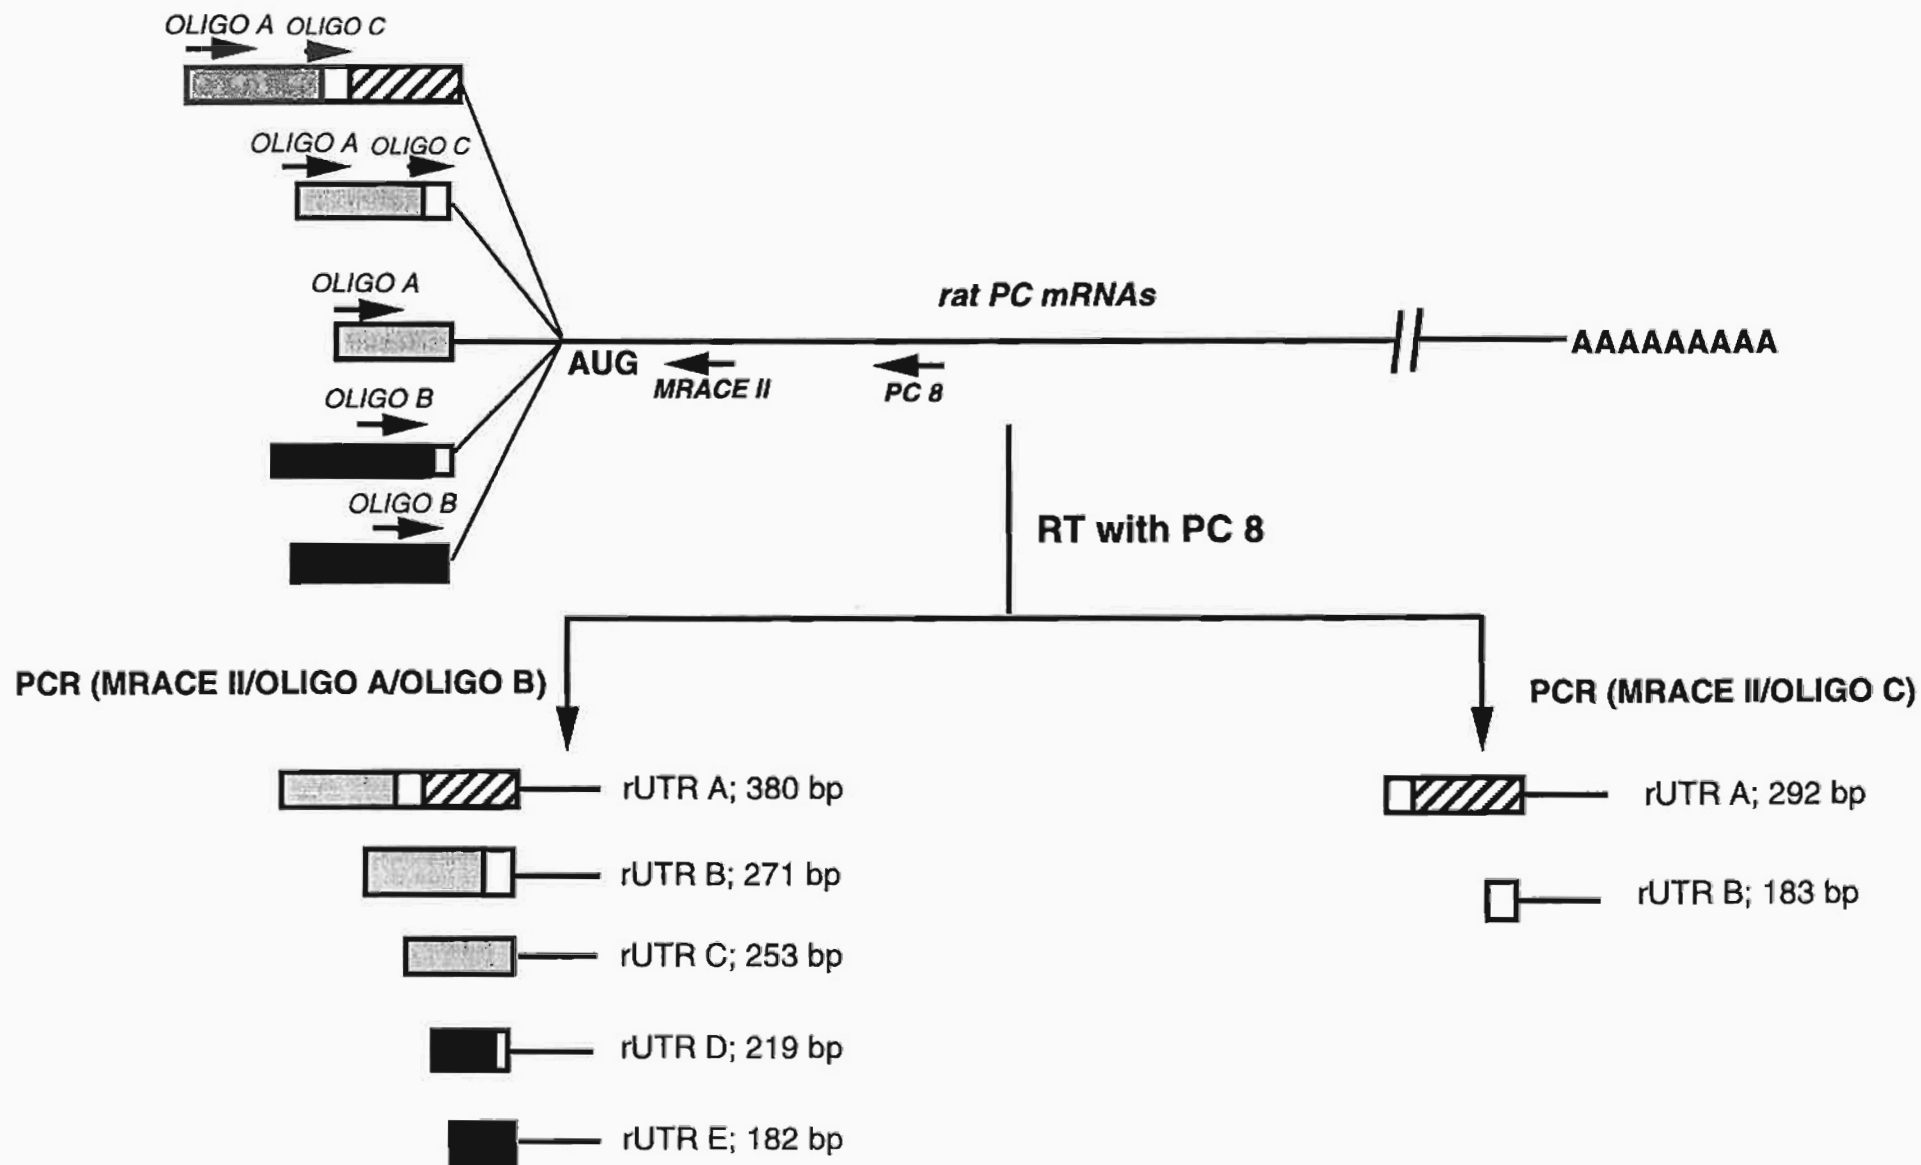 OLIGO A OLIGO C
OLIGO A OLIGO C
OLIGO A
rat PC mRNAs
AUG
AAAAAAAAA
MRACE II
PC 8
OLIGO B
OLIGO B
RT with PC 8
PCR (MRACE II/OLIGO A/OLIGO B)
PCR (MRACE II/OLIGO C)
rUTR A; 380 bp
rUTR A; 292 bp
rUTR B; 271 bp
rUTR B; 183 bp
rUTR C; 253 bp
rUTR D; 219 bp
rUTR E; 182 bp